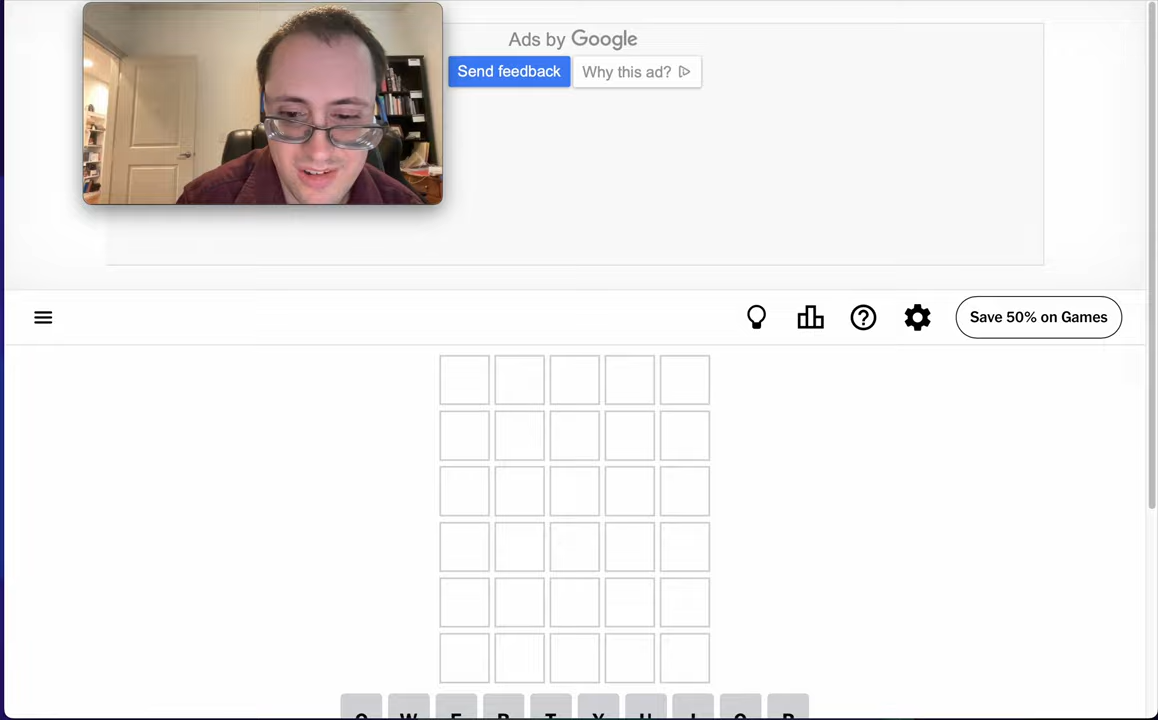 Ads by Google
Send feedback
Why this ad?
Save 50% on Games
Q W E R T Y U I O P